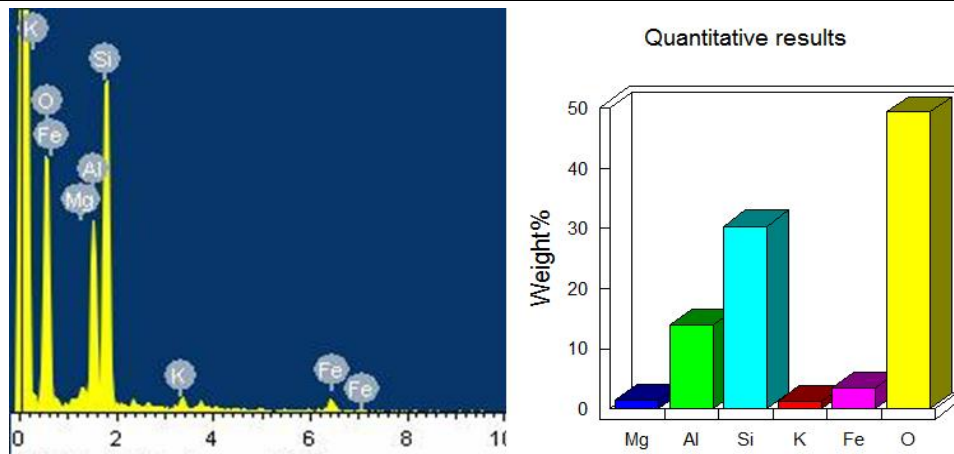 K
Si
O
Fe
Al
Mg
K
Fe
Fe
0 2 4 6 8 10
Quantitative results
Weight%
50
40
30
20
10
0
Mg Al Si K Fe O